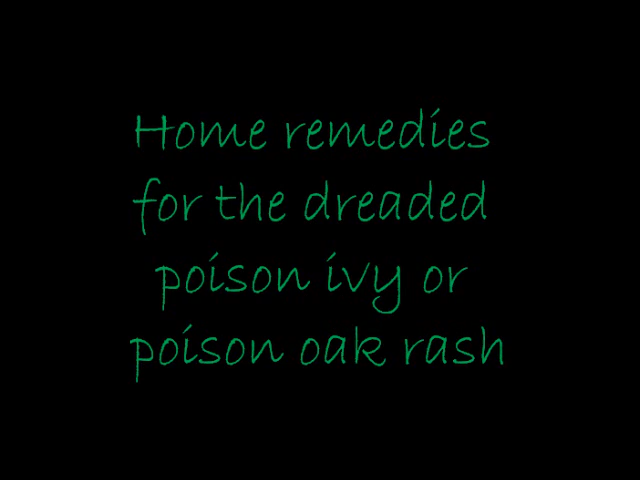 Home remedies
for the dreaded
poison ivy or
poison oak rash